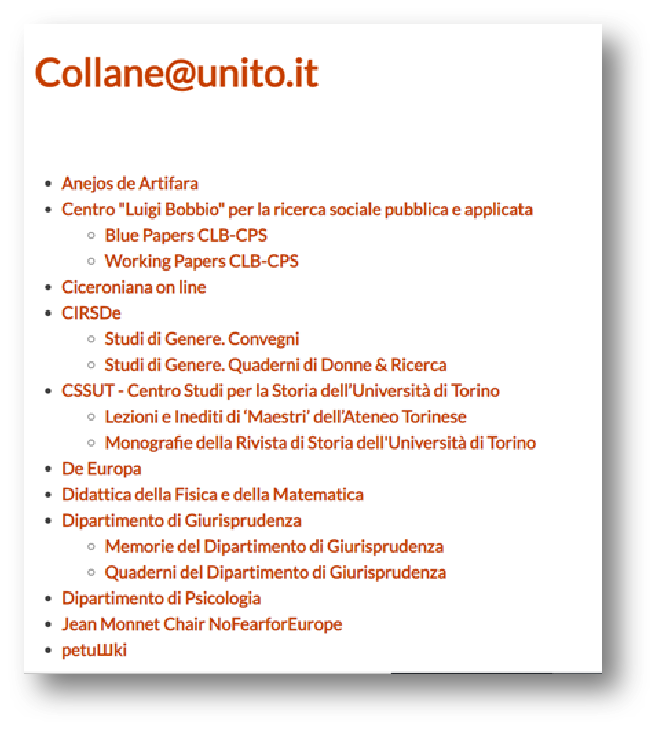 Collane@unito.it
Anejos de Artifara
Centro "Luigi Bobbio" per la ricerca sociale pubblica e applicata
Blue Papers CLB-CPS
Working Papers CLB-CPS
Ciceroniana on line
CIRSDe
Studi di Genere. Convegni
Studi di Genere. Quaderni di Donne & Ricerca
CSSUT - Centro Studi per la Storia dell'Università di Torino
Lezioni e Inediti di 'Maestri' dell'Ateneo Torinese
Monografie della Rivista di Storia dell'Università di Torino
De Europa
Didattica della Fisica e della Matematica
Dipartimento di Giurisprudenza
Memorie del Dipartimento di Giurisprudenza
Quaderni del Dipartimento di Giurisprudenza
Dipartimento di Psicologia
Jean Monnet Chair NoFearforEurope
petuШki